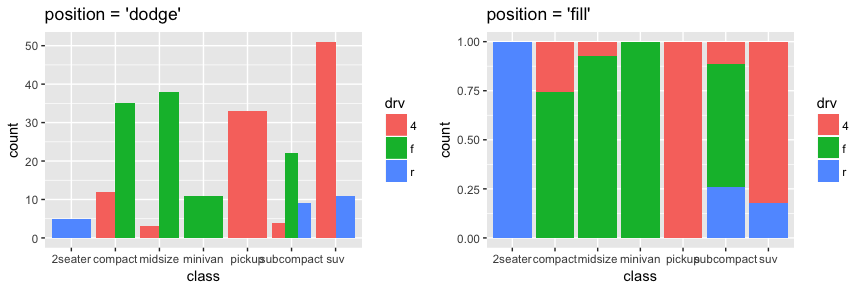 position = 'dodge'
50
40
30
20
10
0
count
2seater compact midsize minivan pickup subcompact suv
class
drv
4
f
r
position = 'fill'
1.00
0.75
0.50
0.25
0.00
count
2seater compact midsize minivan pickup subcompact suv
class
drv
4
f
r